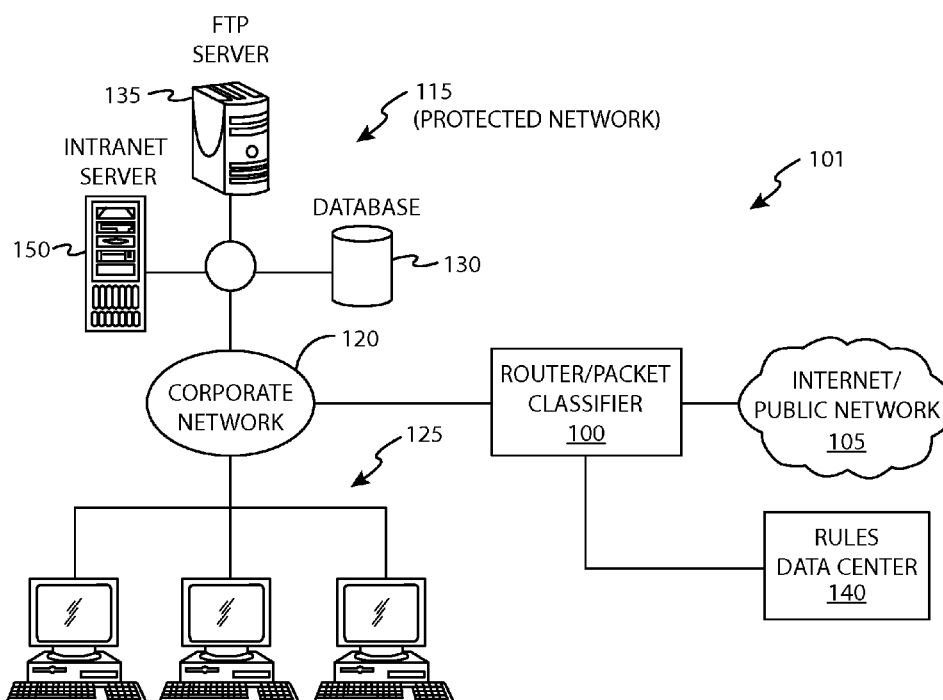 FTP
SERVER
135
115
(PROTECTED NETWORK)
INTRANET
SERVER
101
DATABASE
150
130
120
CORPORATE
NETWORK
ROUTER/PACKET
CLASSIFIER
100
INTERNET/
PUBLIC NETWORK
105
125
RULES
DATA CENTER
140